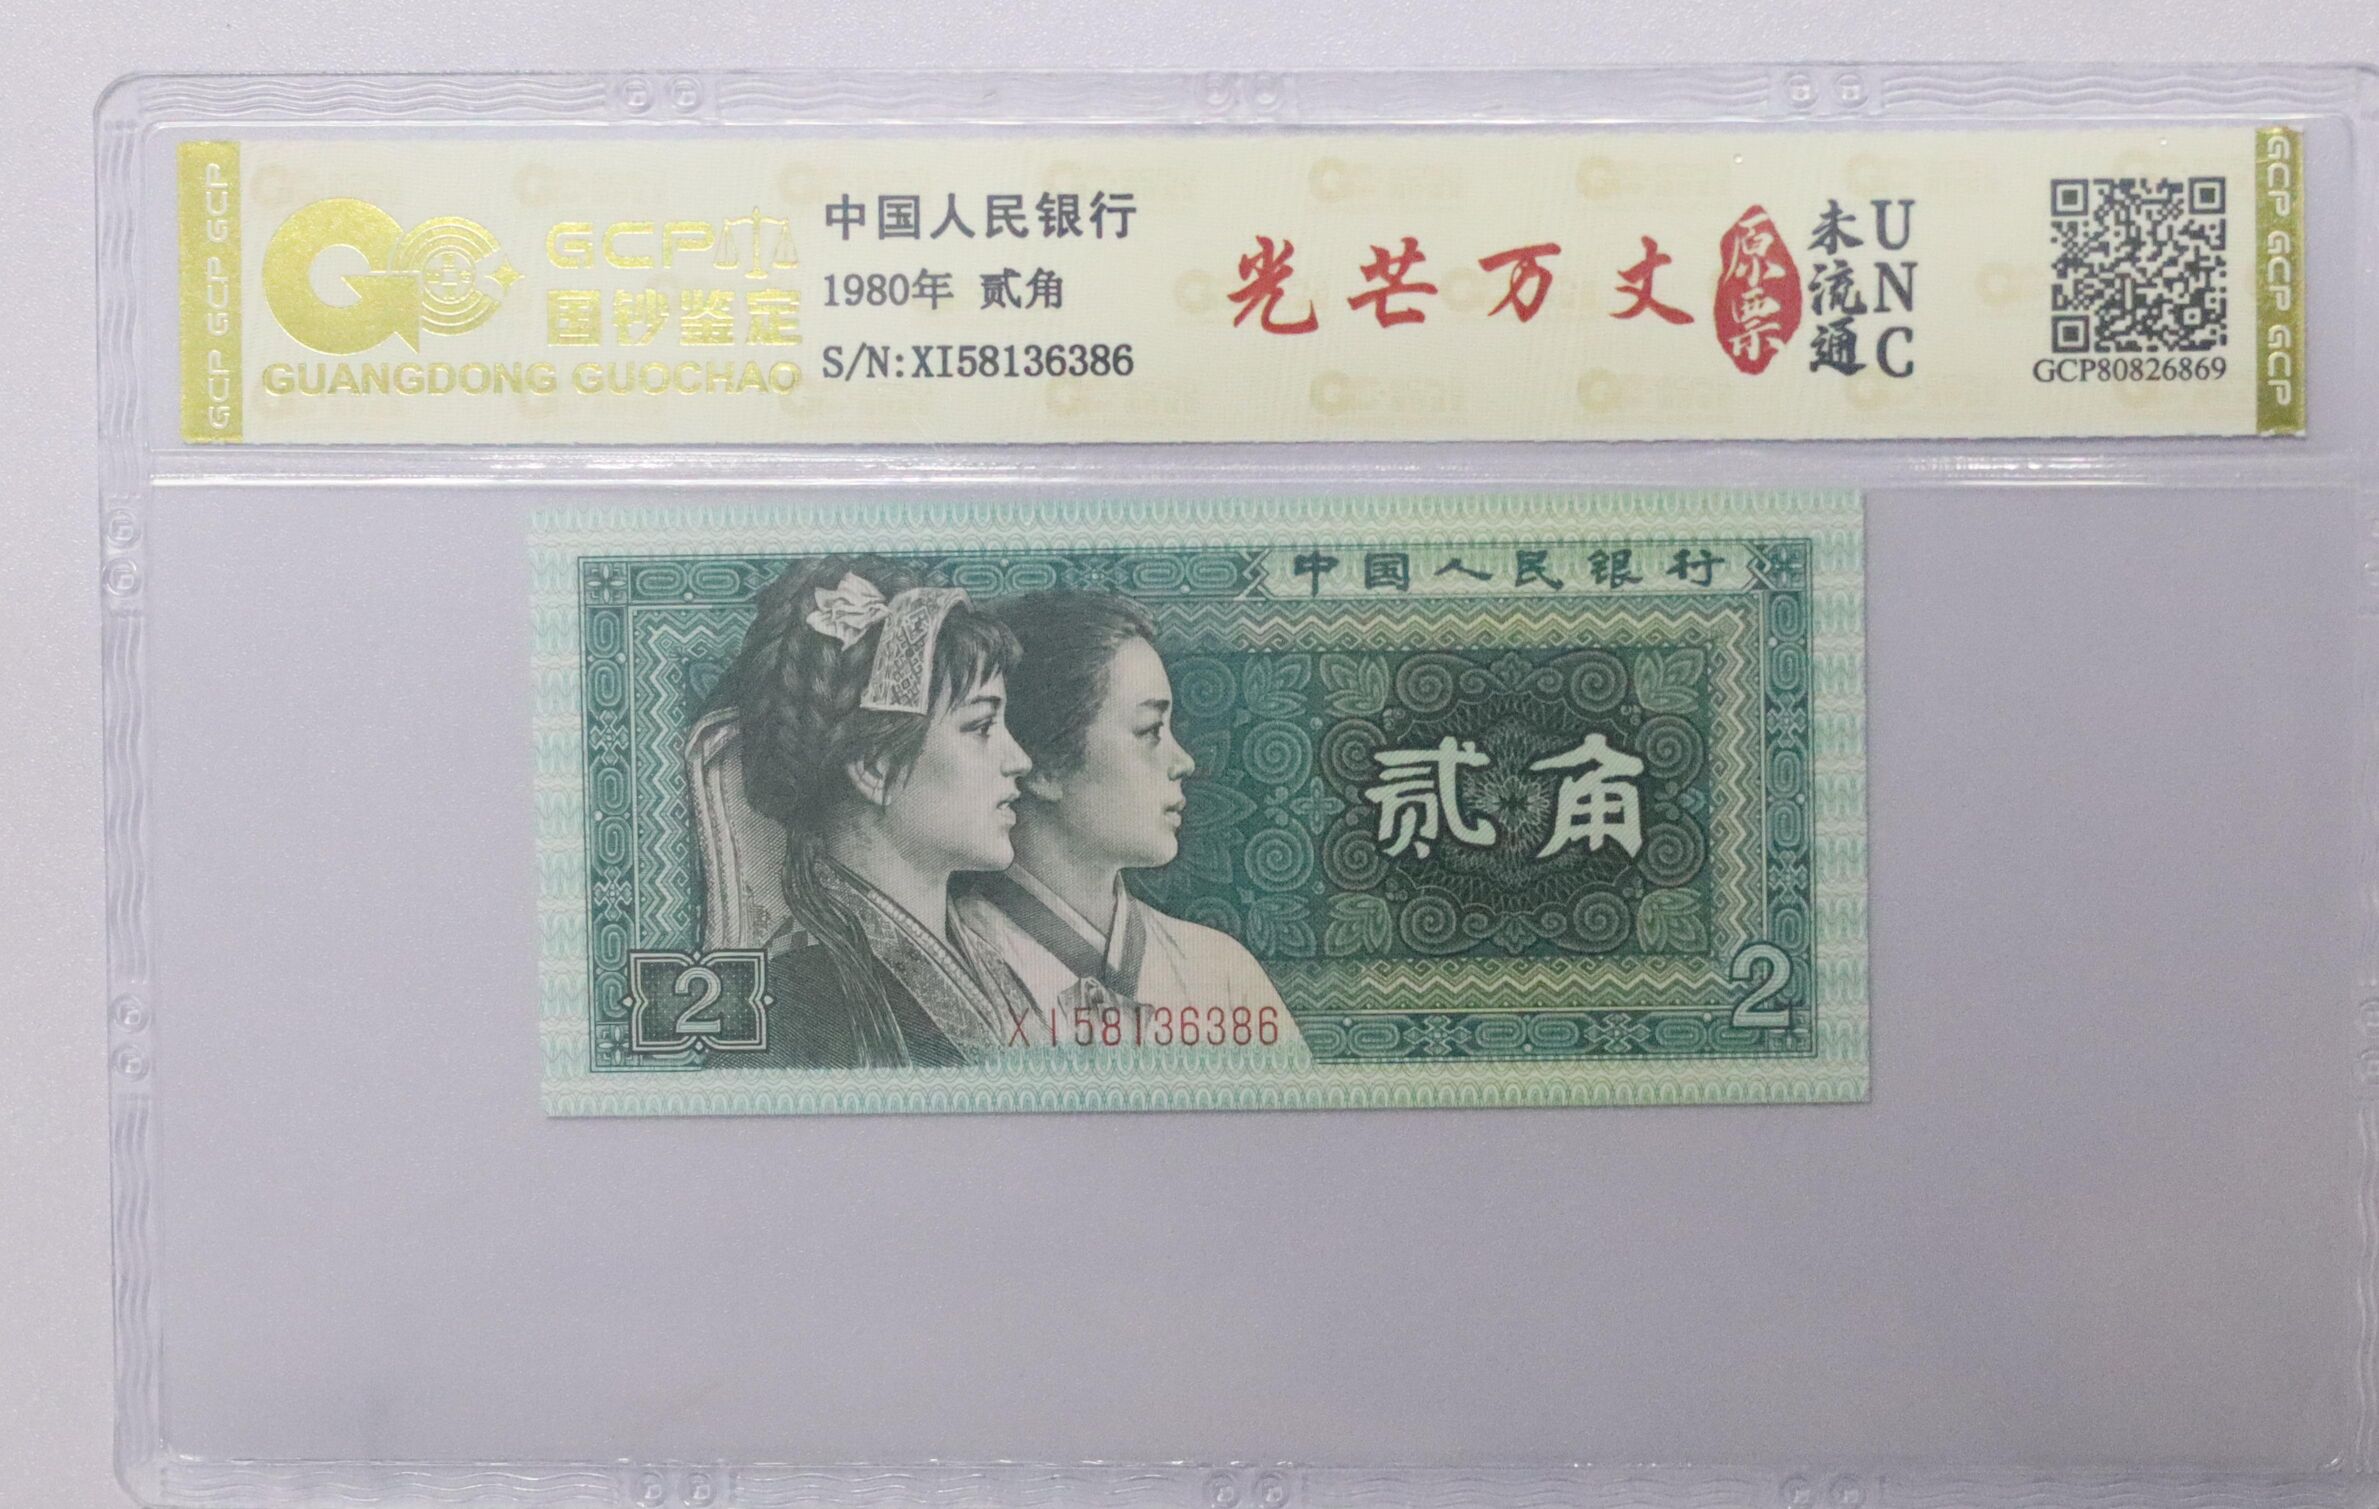 GCP GCP GCP
GCP
国钞鉴定
GUANGDONG GUOCHAO
中国人民银行
1980年 贰角
S/N:XI58136386
光芒万丈
原票
未流通
UNC
GCP80826869
GCP GCP GCP
中国人民银行
贰角
2
XI58136386
2